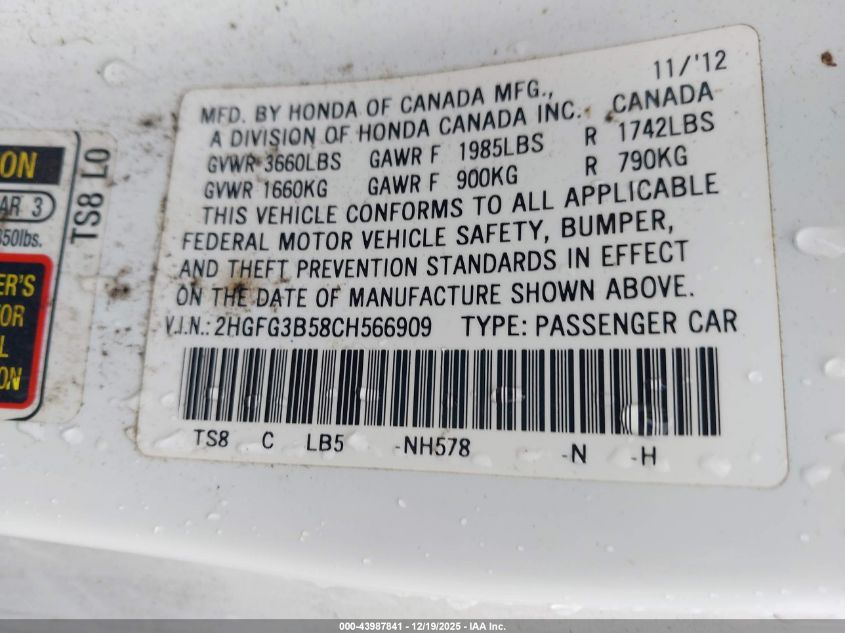 11/'12
MFD. BY HONDA OF CANADA MFG.,
A DIVISION OF HONDA CANADA INC. CANADA
GVWR 3660LBS GAWR F 1985LBS R 1742LBS
GVWR 1660KG GAWR F 900KG R 790KG
THIS VEHICLE CONFORMS TO ALL APPLICABLE
FEDERAL MOTOR VEHICLE SAFETY, BUMPER,
AND THEFT PREVENTION STANDARDS IN EFFECT
ON THE DATE OF MANUFACTURE SHOWN ABOVE.
V.I.N.: 2HGFG3B58CH566909 TYPE: PASSENGER CAR
TS8 C LB5 -NH578 -N -H
ON
AR 3
850lbs.
TS8 L0
ER'S
OR
L
ON
000-43987841 - 12/19/2025 - IAA Inc.